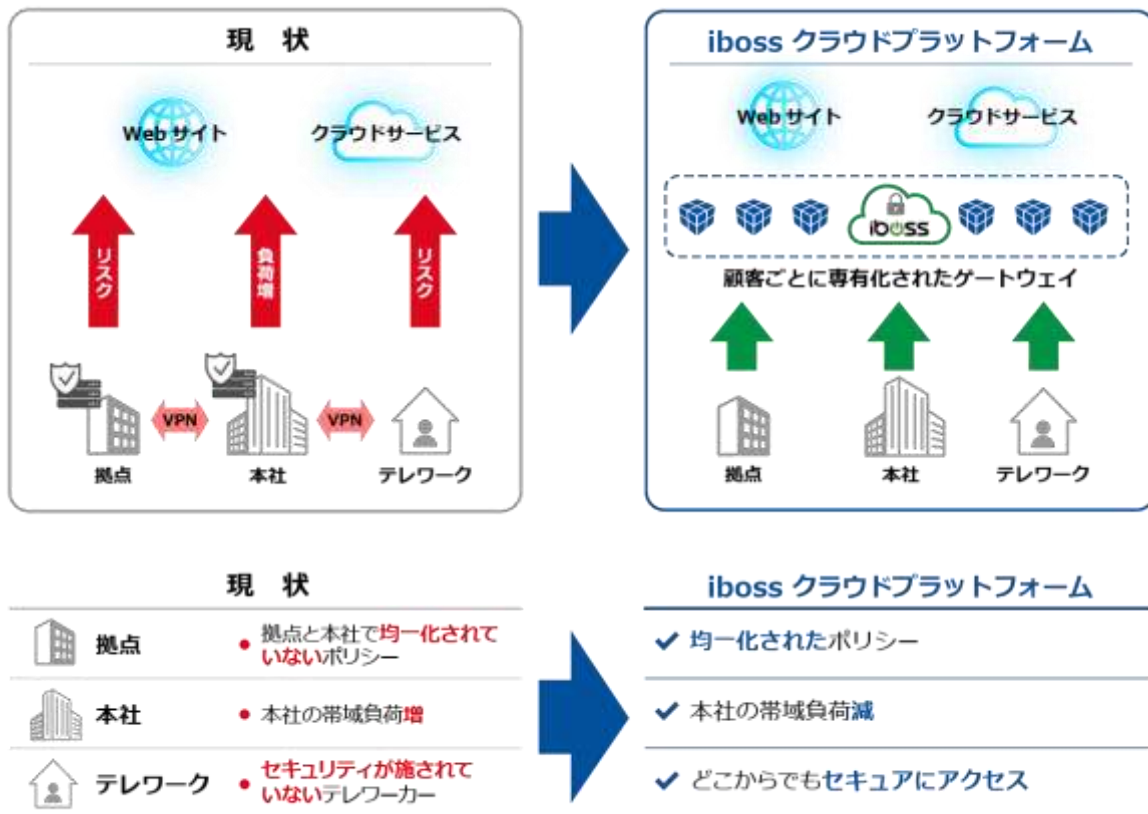 現 状
Web サイト
クラウドサービス
リスク
負荷増
リスク
VPN
VPN
拠点
本社
テレワーク
iboss クラウドプラットフォーム
Web サイト
クラウドサービス
iboss
顧客ごとに専有化されたゲートウェイ
拠点
本社
テレワーク
現 状
拠点
• 拠点と本社で均一化されて
いないポリシー
本社
• 本社の帯域負荷増
テレワーク
• セキュリティが施されて
いないテレワーカー
iboss クラウドプラットフォーム
✓ 均一化されたポリシー
✓ 本社の帯域負荷減
✓ どこからでもセキュアにアクセス